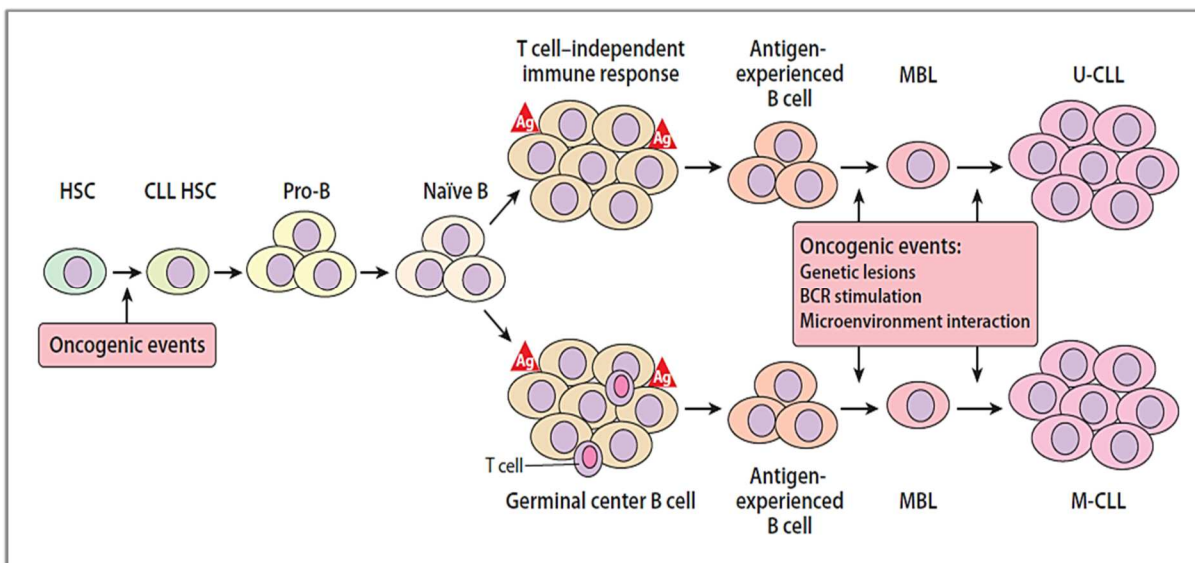 T cell–independent
immune response
Antigen-
experienced
B cell
MBL
U-CLL
Ag
Ag
HSC
CLL HSC
Pro-B
Naïve B
Oncogenic events
Oncogenic events:
Genetic lesions
BCR stimulation
Microenvironment interaction
Ag
Ag
T cell
Germinal center B cell
Antigen-
experienced
B cell
MBL
M-CLL